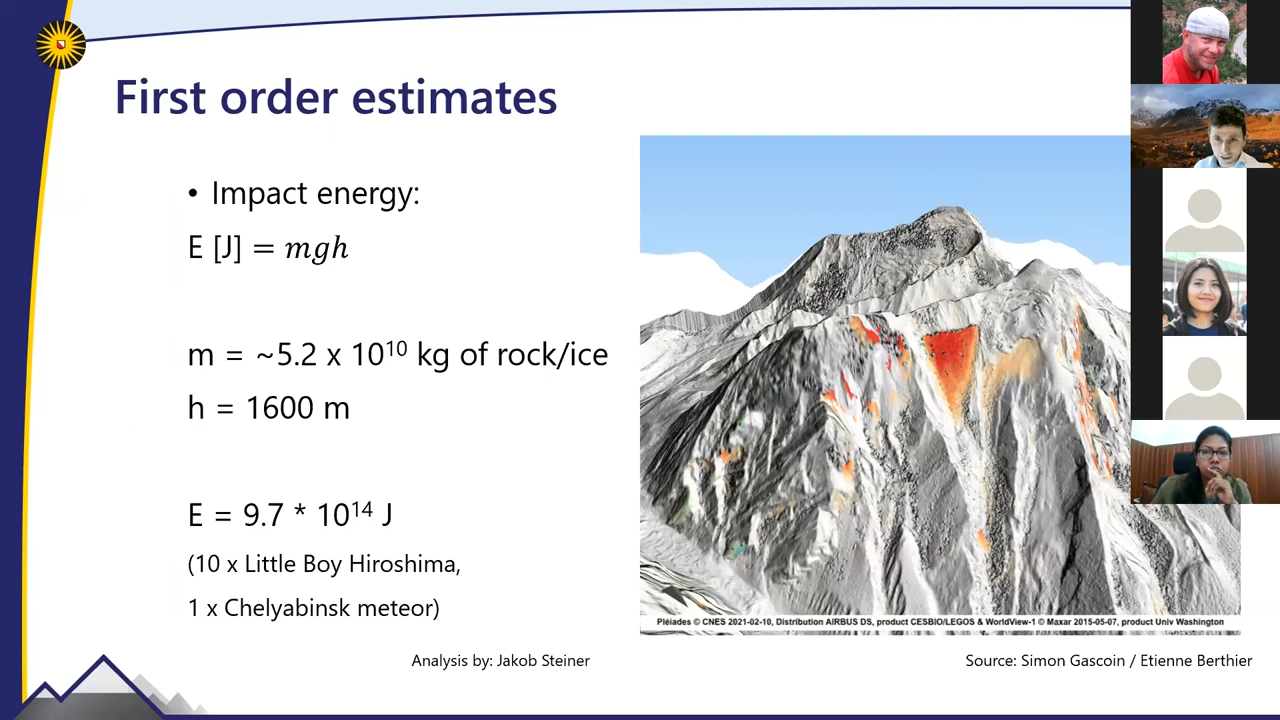 First order estimates
• Impact energy:
E [J] = mgh
m = ~5.2 x 10¹⁰ kg of rock/ice
h = 1600 m
E = 9.7 * 10¹⁴ J
(10 x Little Boy Hiroshima,
1 x Chelyabinsk meteor)
Pléiades © CNES 2021-02-10, Distribution AIRBUS DS, product CESBIO/LEGOS & WorldView-1 © Maxar 2015-05-07, product Univ Washington
Analysis by: Jakob Steiner
Source: Simon Gascoin / Etienne Berthier